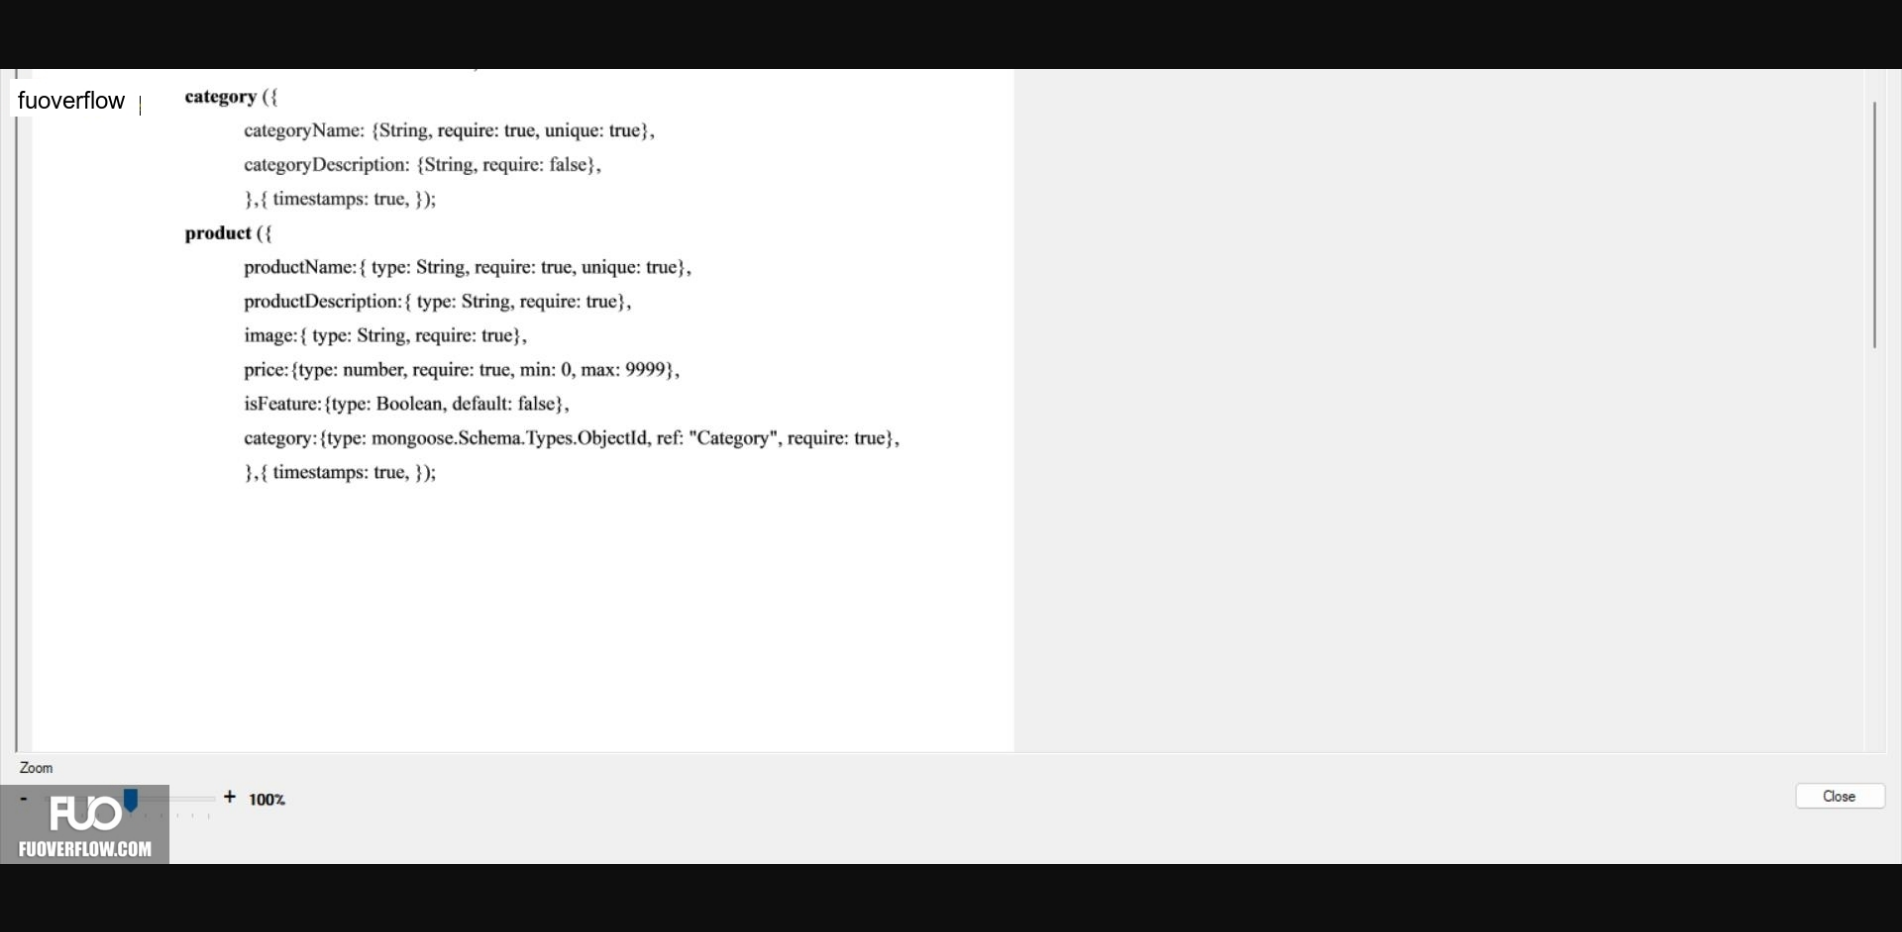 fuoverflow
category ({
categoryName: {String, require: true, unique: true},
categoryDescription: {String, require: false},
},{ timestamps: true, });
product ({
productName:{ type: String, require: true, unique: true},
productDescription:{ type: String, require: true},
image:{ type: String, require: true},
price:{type: number, require: true, min: 0, max: 9999},
isFeature:{type: Boolean, default: false},
category:{type: mongoose.Schema.Types.ObjectId, ref: "Category", require: true},
},{ timestamps: true, });
Zoom
- + 100%
Close
FUO
FUOVERFLOW.COM